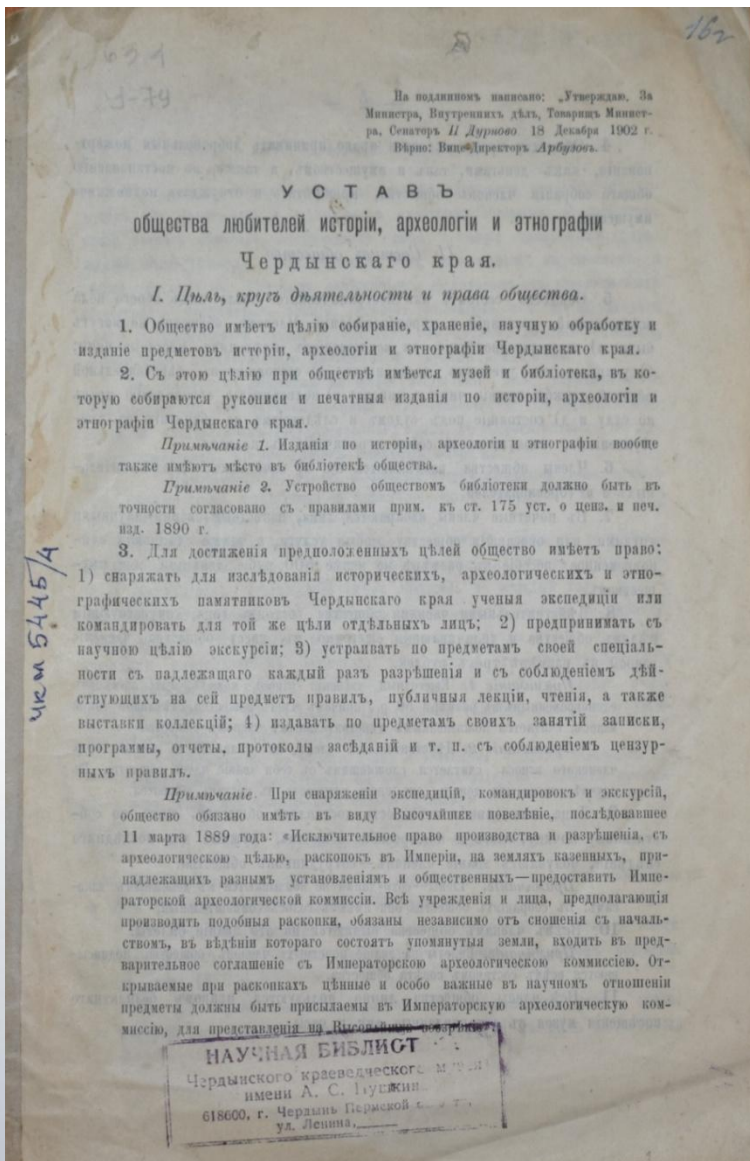 16г
На подлинномъ написано: „Утверждаю. За
Министра, Внутреннихъ дѣлъ, Товарищъ Минист-
ра, Сенаторъ П Дурново 18 Декабря 1902 г.
Вѣрно: Вице-Директоръ Арбузовъ.
УСТАВЪ
общества любителей исторіи, археологіи и этнографіи
Чердынскаго края.
I. Цѣль, кругъ дѣятельности и права общества.
1. Общество имѣетъ цѣлію собираніе, храненіе, научную обработку и
изданіе предметовъ исторіи, археологіи и этнографіи Чердынскаго края.
2. Съ этою цѣлію при обществѣ имѣется музей и библіотека, въ ко-
торую собираются рукописи и печатныя изданія по исторіи, археологіи и
этнографіи Чердынскаго края.
Примѣчаніе 1. Изданія по исторіи, археологіи и этнографіи вообще
также имѣютъ мѣсто въ библіотекѣ общества.
Примѣчаніе 2. Устройство обществомъ библіотеки должно быть въ
точности согласовано съ правилами прим. къ ст. 175 уст. о ценз. и печ.
изд. 1890 г.
3. Для достиженія предположенныхъ цѣлей общество имѣетъ право:
1) снаряжать для изслѣдованія историческихъ, археологическихъ и этно-
графическихъ памятниковъ Чердынскаго края ученыя экспедиціи или
командировать для той же цѣли отдѣльныхъ лицъ; 2) предпринимать съ
научною цѣлію экскурсіи; 3) устраивать по предметамъ своей спеціаль-
ности съ надлежащаго каждый разъ разрѣшенія и съ соблюденіемъ дѣй-
ствующихъ на сей предметъ правилъ, публичныя лекціи, чтенія, а также
выставки коллекцій; 4) издавать по предметамъ своихъ занятій записки,
программы, отчеты, протоколы засѣданій и т. п. съ соблюденіемъ цензур-
ныхъ правилъ.
Примѣчаніе При снаряженіи экспедицій, командировокъ и экскурсій,
общество обязано имѣть въ виду Высочайшее повелѣніе, послѣдовавшее
11 марта 1889 года: «Исключительное право производства и разрѣшенія, съ
археологическою цѣлью, раскопокъ въ Имперіи, на земляхъ казенныхъ, при-
надлежащихъ разнымъ установленіямъ и общественныхъ—предоставить Импе-
раторской археологической коммиссіи. Всѣ учрежденія и лица, предполагающія
производить подобныя раскопки, обязаны независимо отъ сношенія съ началь-
ствомъ, въ вѣдѣніи котораго состоятъ упомянутыя земли, входить въ пред-
варительное соглашеніе съ Императорскою археологическою коммиссіею. От-
крываемые при раскопкахъ цѣнные и особо важные въ научномъ отношеніи
предметы должны быть присылаемы въ Императорскую археологическую ком-
миссію, для представленія на Высочайшее воззрѣніе».
НАУЧНАЯ
Чердынского краеведческого
имени А. С. Пушкин
618600, г. Чердынь Пермской
ул. Ленина,
чкм 5445/4